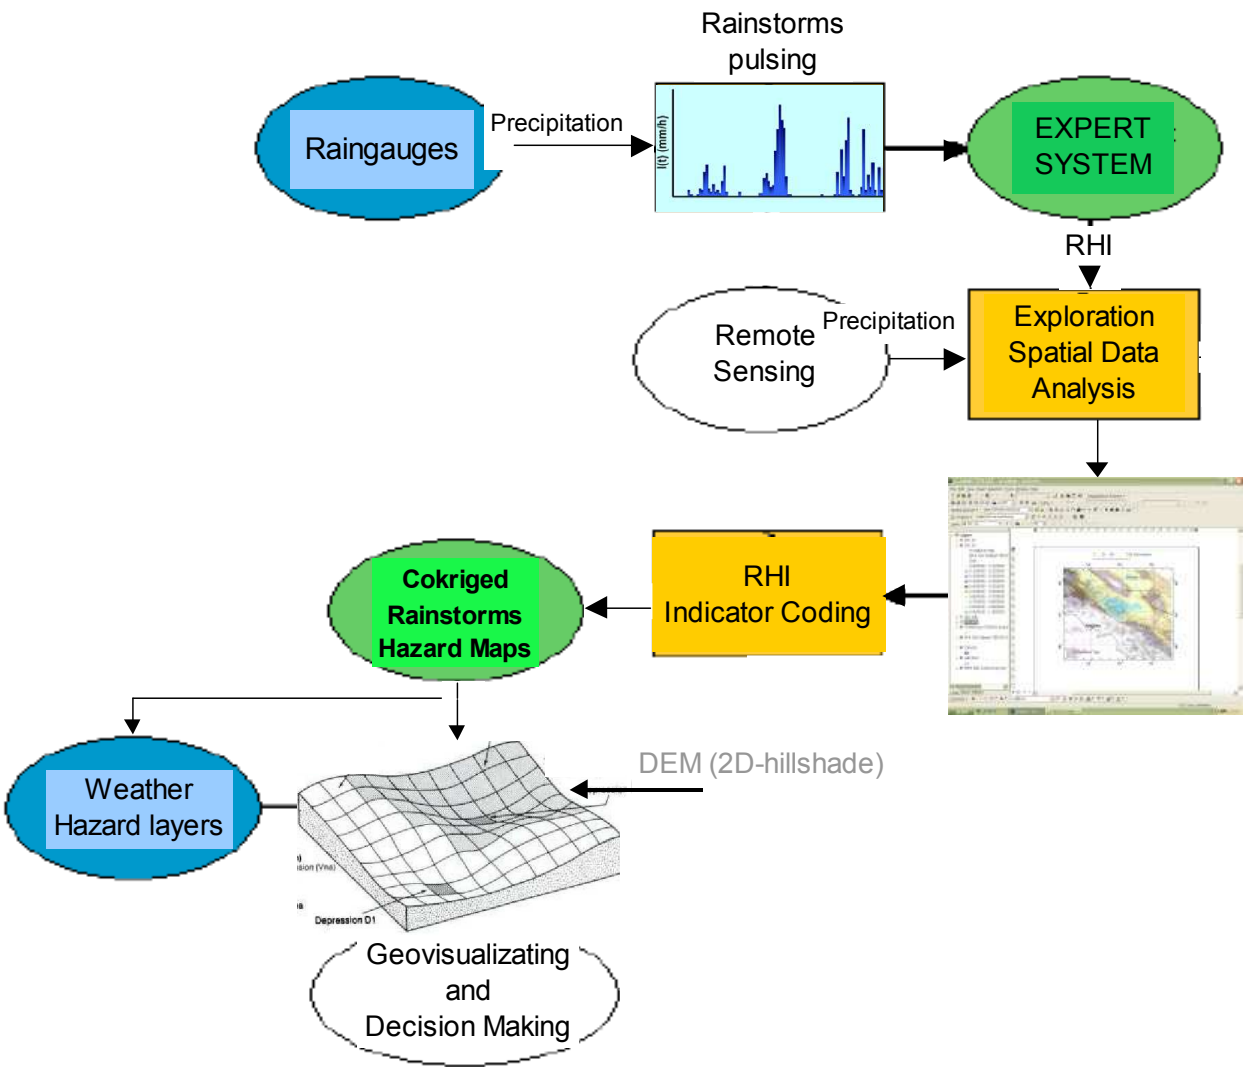 Rainstorms
pulsing
Raingauges
Precipitation
I(t) (mm/h)
EXPERT
SYSTEM
RHI
Remote
Sensing
Precipitation
Exploration
Spatial Data
Analysis
RHI
Indicator Coding
Cokriged
Rainstorms
Hazard Maps
Weather
Hazard layers
DEM (2D-hillshade)
Depression D1
Geovisualizating
and
Decision Making